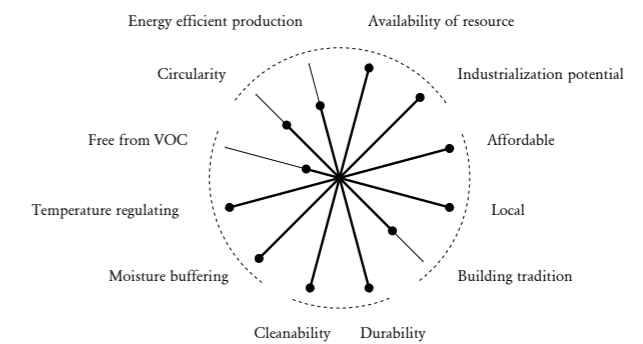 Energy efficient production
Availability of resource
Circularity
Industrialization potential
Free from VOC
Affordable
Temperature regulating
Local
Moisture buffering
Building tradition
Cleanability
Durability